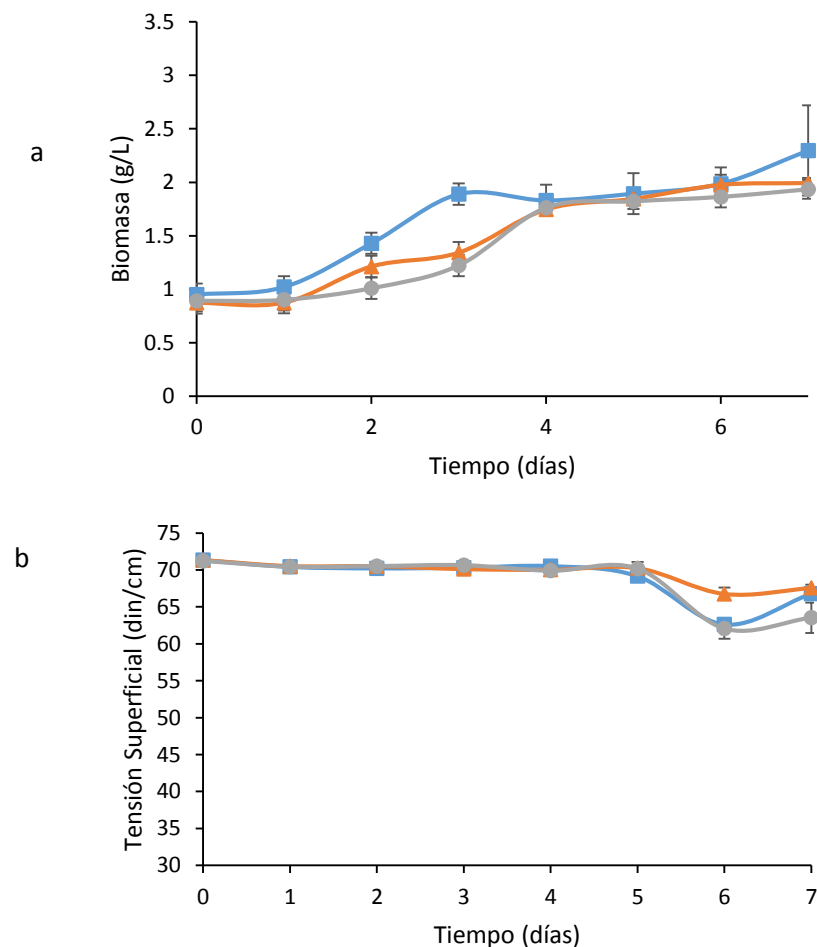 a
Biomasa (g/L)
3.5
3
2.5
2
1.5
1
0.5
0
0 2 4 6
Tiempo (días)
b
Tensión Superficial (din/cm)
75
70
65
60
55
50
45
40
35
30
0 1 2 3 4 5 6 7
Tiempo (días)